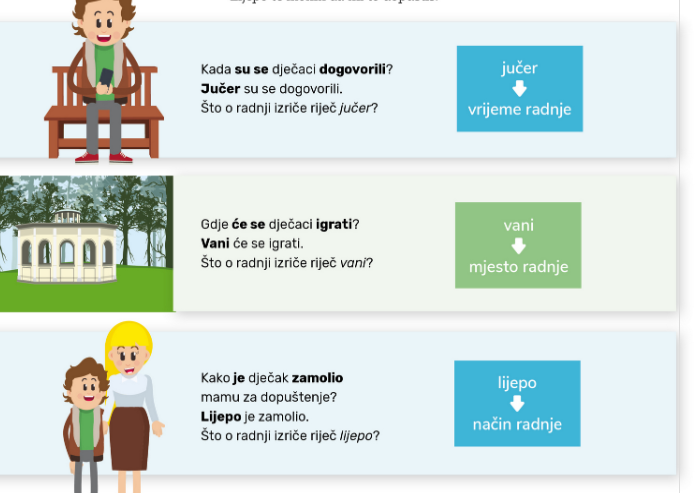 Kada su se dječaci dogovorili?
Jučer su se dogovorili.
Što o radnji izriče riječ jučer?
jučer
vrijeme radnje
Gdje će se dječaci igrati?
Vani će se igrati.
Što o radnji izriče riječ vani?
vani
mjesto radnje
Kako je dječak zamolio
mamu za dopuštenje?
Lijepo je zamolio.
Što o radnji izriče riječ lijepo?
lijepo
način radnje